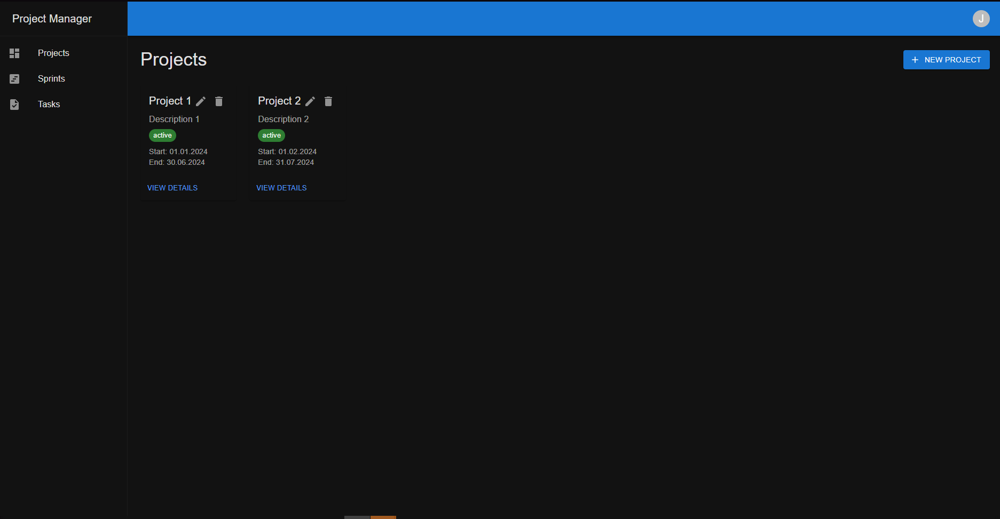 Project Manager
J
Projects
Sprints
Tasks
Projects
NEW PROJECT
Project 1
Description 1
active
Start: 01.01.2024
End: 30.06.2024
VIEW DETAILS
Project 2
Description 2
active
Start: 01.02.2024
End: 31.07.2024
VIEW DETAILS